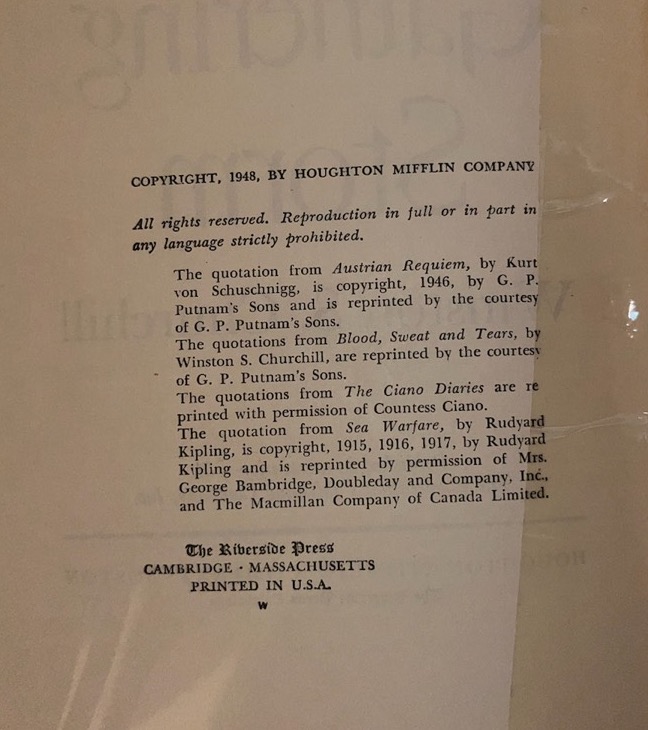 COPYRIGHT, 1948, BY HOUGHTON MIFFLIN COMPANY
All rights reserved. Reproduction in full or in part in
any language strictly prohibited.
The quotation from Austrian Requiem, by Kurt
von Schuschnigg, is copyright, 1946, by G. P.
Putnam's Sons and is reprinted by the courtesy
of G. P. Putnam's Sons.
The quotations from Blood, Sweat and Tears, by
Winston S. Churchill, are reprinted by the courtesy
of G. P. Putnam's Sons.
The quotations from The Ciano Diaries are re
printed with permission of Countess Ciano.
The quotation from Sea Warfare, by Rudyard
Kipling, is copyright, 1915, 1916, 1917, by Rudyard
Kipling and is reprinted by permission of Mrs.
George Bambridge, Doubleday and Company, Inc.,
and The Macmillan Company of Canada Limited.
The Riverside Press
CAMBRIDGE · MASSACHUSETTS
PRINTED IN U.S.A.
W